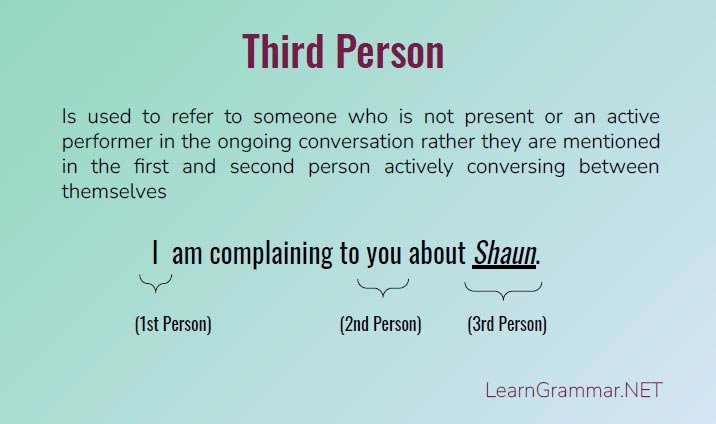 Third Person
Is used to refer to someone who is not present or an active
performer in the ongoing conversation rather they are mentioned
in the first and second person actively conversing between
themselves
I am complaining to you about Shaun.
(1st Person) (2nd Person) (3rd Person)
LearnGrammar.NET